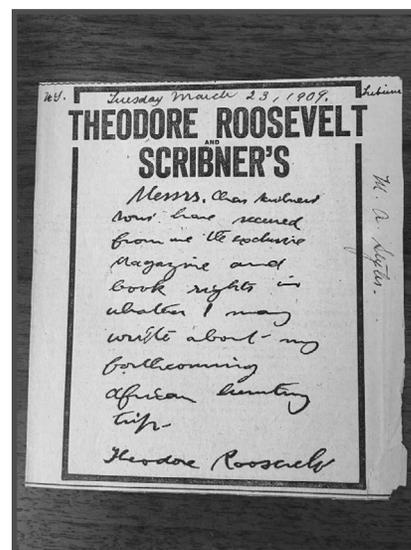 N.Y. Tuesday March 23, 1909. Tribune
THEODORE ROOSEVELT
AND
SCRIBNER'S
Messrs. Chas Scribners
Sons have secured
from me the exclusive
magazine and
book rights in
whatever I may
write about my
forthcoming
African hunting
trip.
Theodore Roosevelt
M. A.